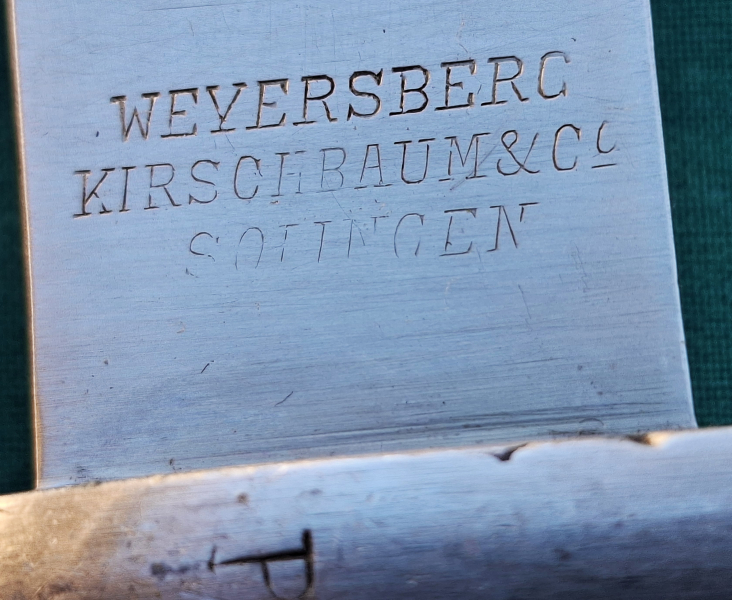 WEYERSBERG
KIRSCHBAUM & Cº
SOLINGEN
P